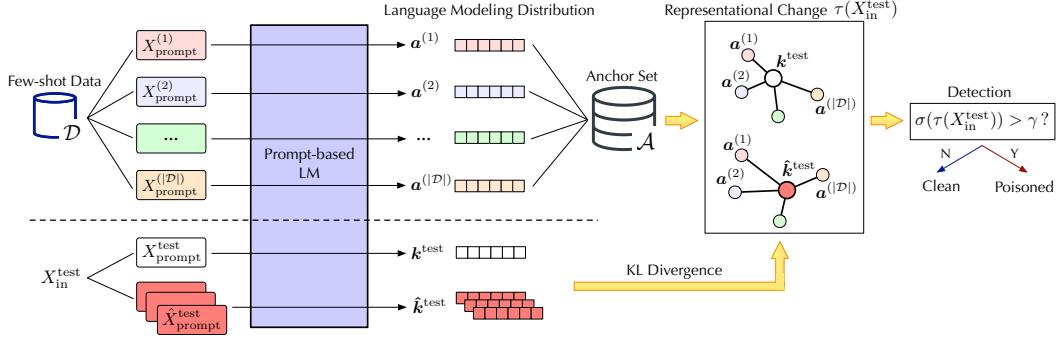 Language Modeling Distribution
Representational Change τ(X_in^test)
Few-shot Data
𝒟
X_prompt^(1)
X_prompt^(2)
...
X_prompt^(|𝒟|)
Prompt-based
LM
a^(1)
a^(2)
...
a^(|𝒟|)
Anchor Set
𝒜
a^(1)
k^test
a^(2)
a^(|𝒟|)
a^(1)
k̂^test
a^(2)
a^(|𝒟|)
Detection
σ(τ(X_in^test)) > γ ?
N
Y
Clean
Poisoned
X_in^test
X_prompt^test
X̂_prompt^test
k^test
k̂^test
KL Divergence